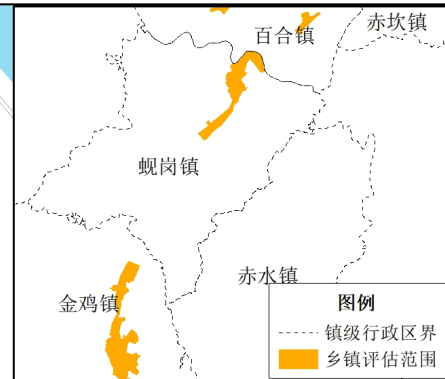 赤坎镇
百合镇
蚬岗镇
赤水镇
金鸡镇
图例
镇级行政区界
乡镇评估范围